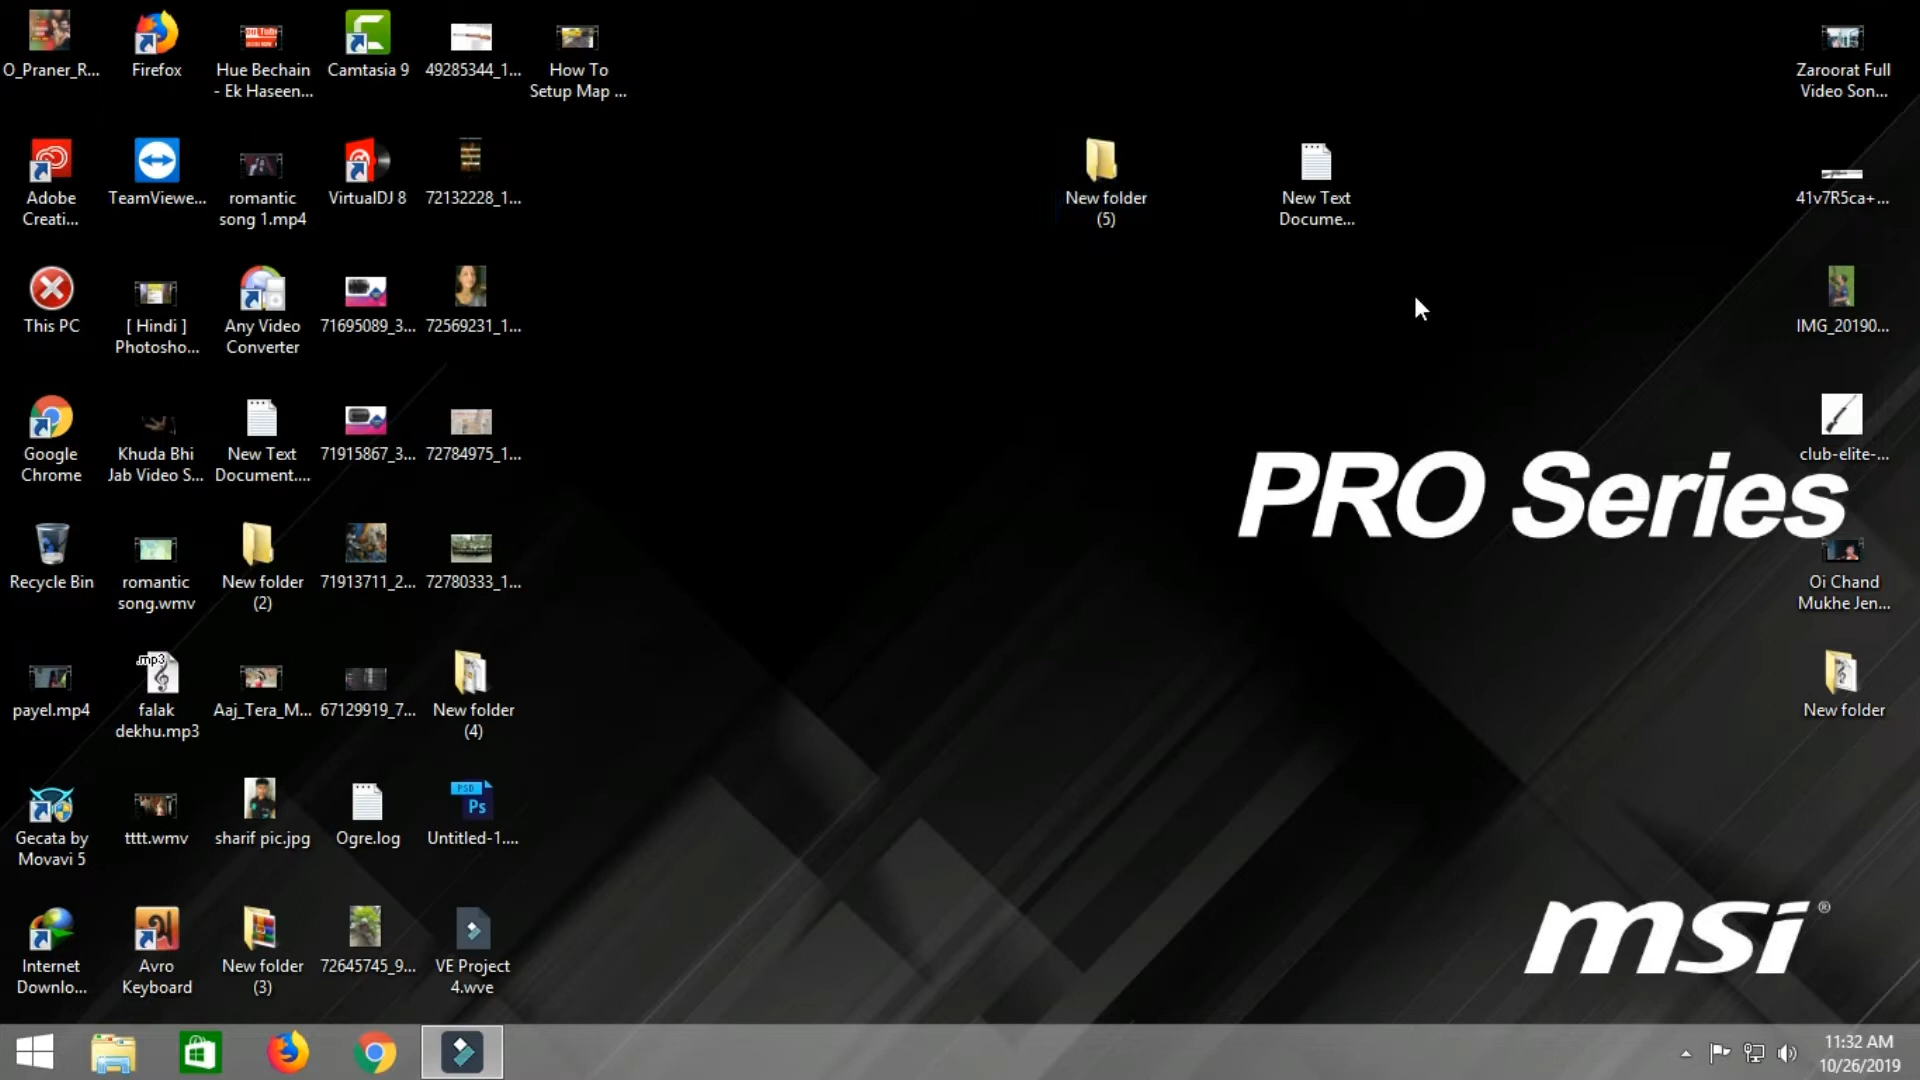 O_Praner_R...
Firefox
Hue Bechain
- Ek Haseen...
Camtasia 9
49285344_1...
How To
Setup Map ...
Zaroorat Full
Video Son...
Adobe
Creati...
TeamViewe...
romantic
song 1.mp4
VirtualDJ 8
72132228_1...
New folder
(5)
New Text
Docume...
41v7R5ca+...
This PC
[ Hindi ]
Photosho...
Any Video
Converter
71695089_3...
72569231_1...
IMG_20190...
Google
Chrome
Khuda Bhi
Jab Video S...
New Text
Document....
71915867_3...
72784975_1...
club-elite-...
PRO Series
Recycle Bin
romantic
song.wmv
New folder
(2)
71913711_2...
72780333_1...
Oi Chand
Mukhe Jen...
payel.mp4
.mp3
falak
dekhu.mp3
Aaj_Tera_M...
67129919_7...
New folder
(4)
New folder
Gecata by
Movavi 5
tttt.wmv
sharif pic.jpg
Ogre.log
PSD
Ps
Untitled-1....
Internet
Downlo...
Avro
Keyboard
New folder
(3)
72645745_9...
VE Project
4.wve
msi®
11:32 AM
10/26/2019